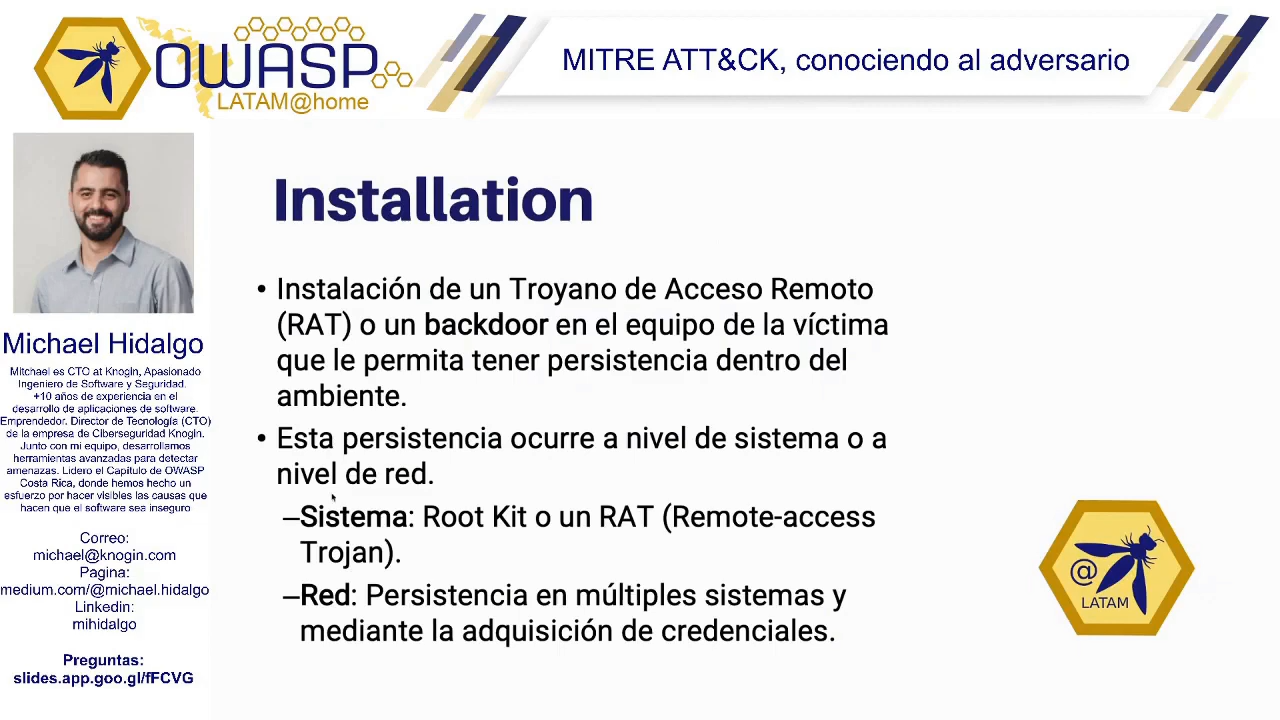 OWASP
LATAM@home
MITRE ATT&CK, conociendo al adversario
Michael Hidalgo
Mitchael es CTO at Knogin, Apasionado
Ingeniero de Software y Seguridad.
+10 años de experiencia en el
desarrollo de aplicaciones de software.
Emprendedor. Director de Tecnología (CTO)
de la empresa de Ciberseguridad Knogin.
Junto con mi equipo, desarrollamos
herramientas avanzadas para detectar
amenazas. Lidero el Capítulo de OWASP
Costa Rica, donde hemos hecho un
esfuerzo por hacer visibles las causas que
hacen que el software sea inseguro
Correo:
michael@knogin.com
Pagina:
medium.com/@michael.hidalgo
Linkedin:
mihidalgo
Preguntas:
slides.app.goo.gl/fFCVG
Installation
• Instalación de un Troyano de Acceso Remoto
(RAT) o un backdoor en el equipo de la víctima
que le permita tener persistencia dentro del
ambiente.
• Esta persistencia ocurre a nivel de sistema o a
nivel de red.
–Sistema: Root Kit o un RAT (Remote-access
Trojan).
–Red: Persistencia en múltiples sistemas y
mediante la adquisición de credenciales.
@
LATAM